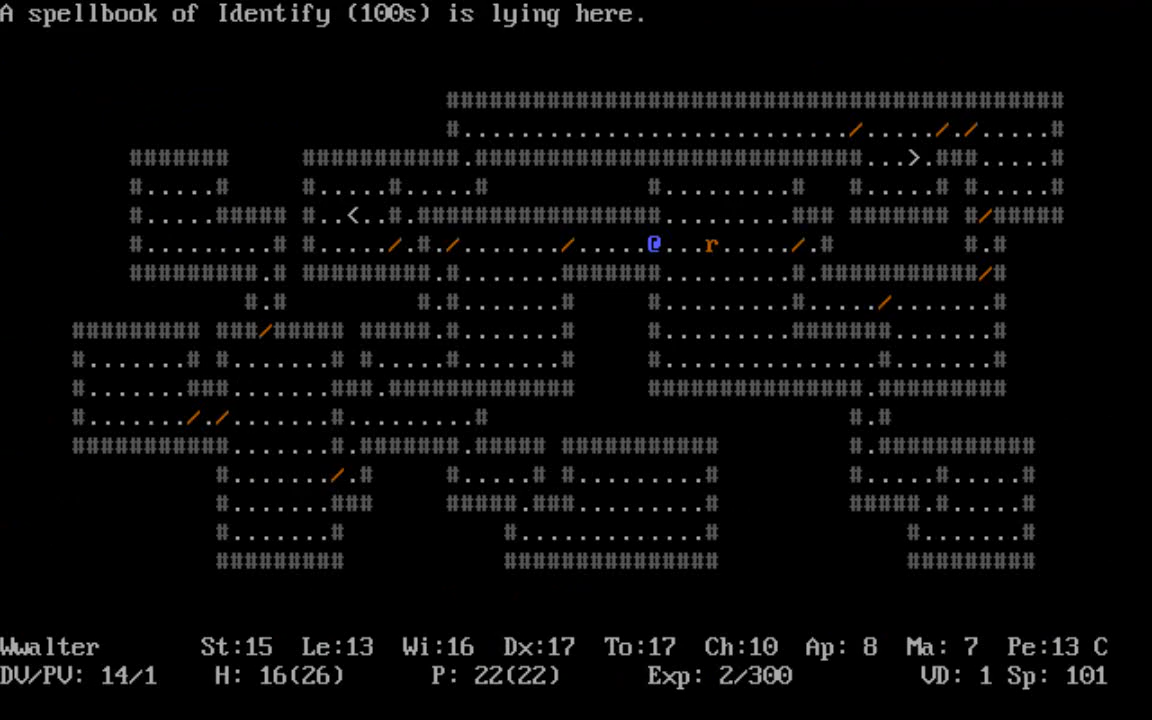 A spellbook of Identify (100s) is lying here.
Wwalter St:15 Le:13 Wi:16 Dx:17 To:17 Ch:10 Ap: 8 Ma: 7 Pe:13 C
DV/PV: 14/1 H: 16(26) P: 22(22) Exp: 2/300 VD: 1 Sp: 101